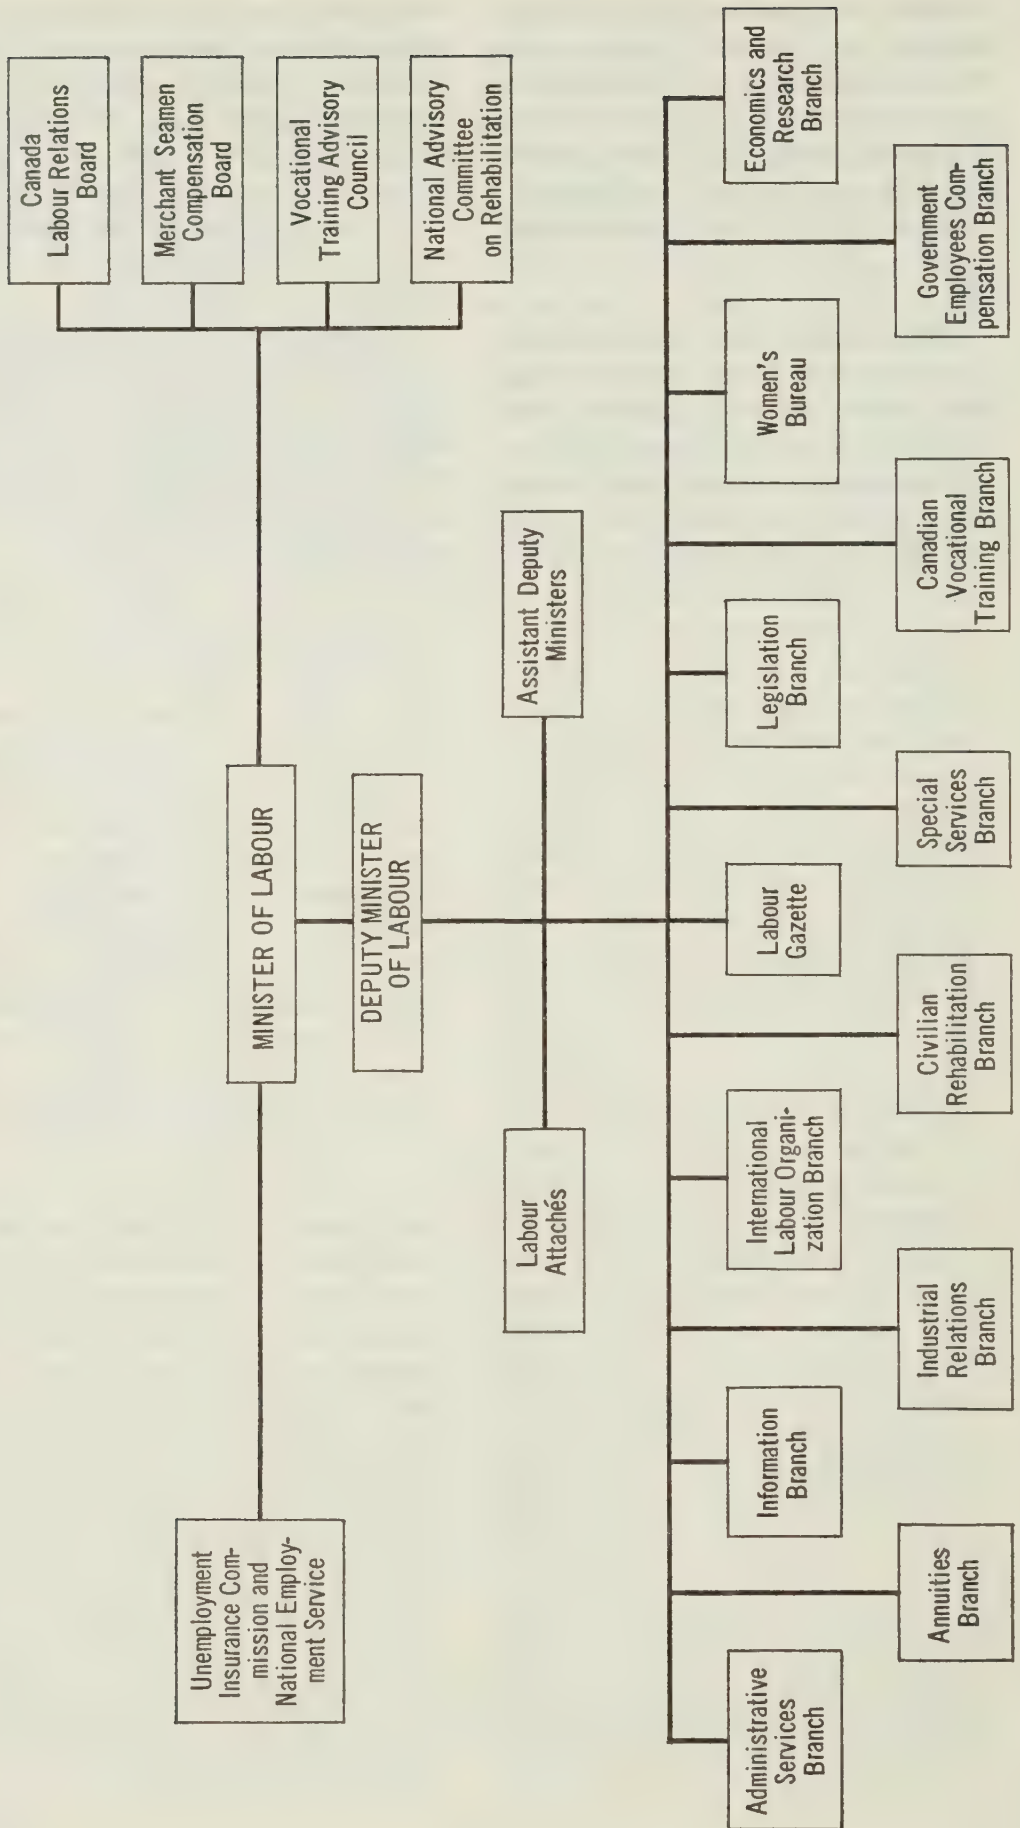 MINISTER OF LABOUR
DEPUTY MINISTER
OF LABOUR
Unemployment
Insurance Com-
mission and
National Employ-
ment Service
Canada
Labour Relations
Board
Merchant Seamen
Compensation
Board
Vocational
Training Advisory
Council
National Advisory
Committee
on Rehabilitation
Labour
Attachés
Assistant Deputy
Ministers
Administrative
Services
Branch
Annuities
Branch
Information
Branch
Industrial
Relations
Branch
International
Labour Organi-
zation Branch
Civilian
Rehabilitation
Branch
Labour
Gazette
Special
Services
Branch
Legislation
Branch
Canadian
Vocational
Training Branch
Women's
Bureau
Government
Employees Com-
pensation Branch
Economics and
Research
Branch